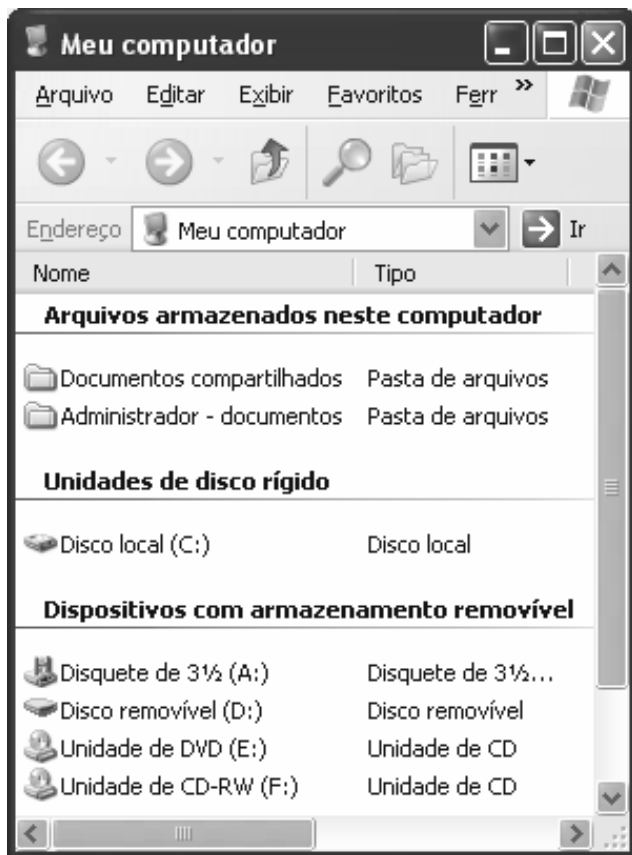 Meu computador
Arquivo Editar Exibir Favoritos Ferr »
Endereço Meu computador Ir
Nome Tipo
Arquivos armazenados neste computador
Documentos compartilhados Pasta de arquivos
Administrador - documentos Pasta de arquivos
Unidades de disco rígido
Disco local (C:) Disco local
Dispositivos com armazenamento removível
Disquete de 3½ (A:) Disquete de 3½...
Disco removível (D:) Disco removível
Unidade de DVD (E:) Unidade de CD
Unidade de CD-RW (F:) Unidade de CD